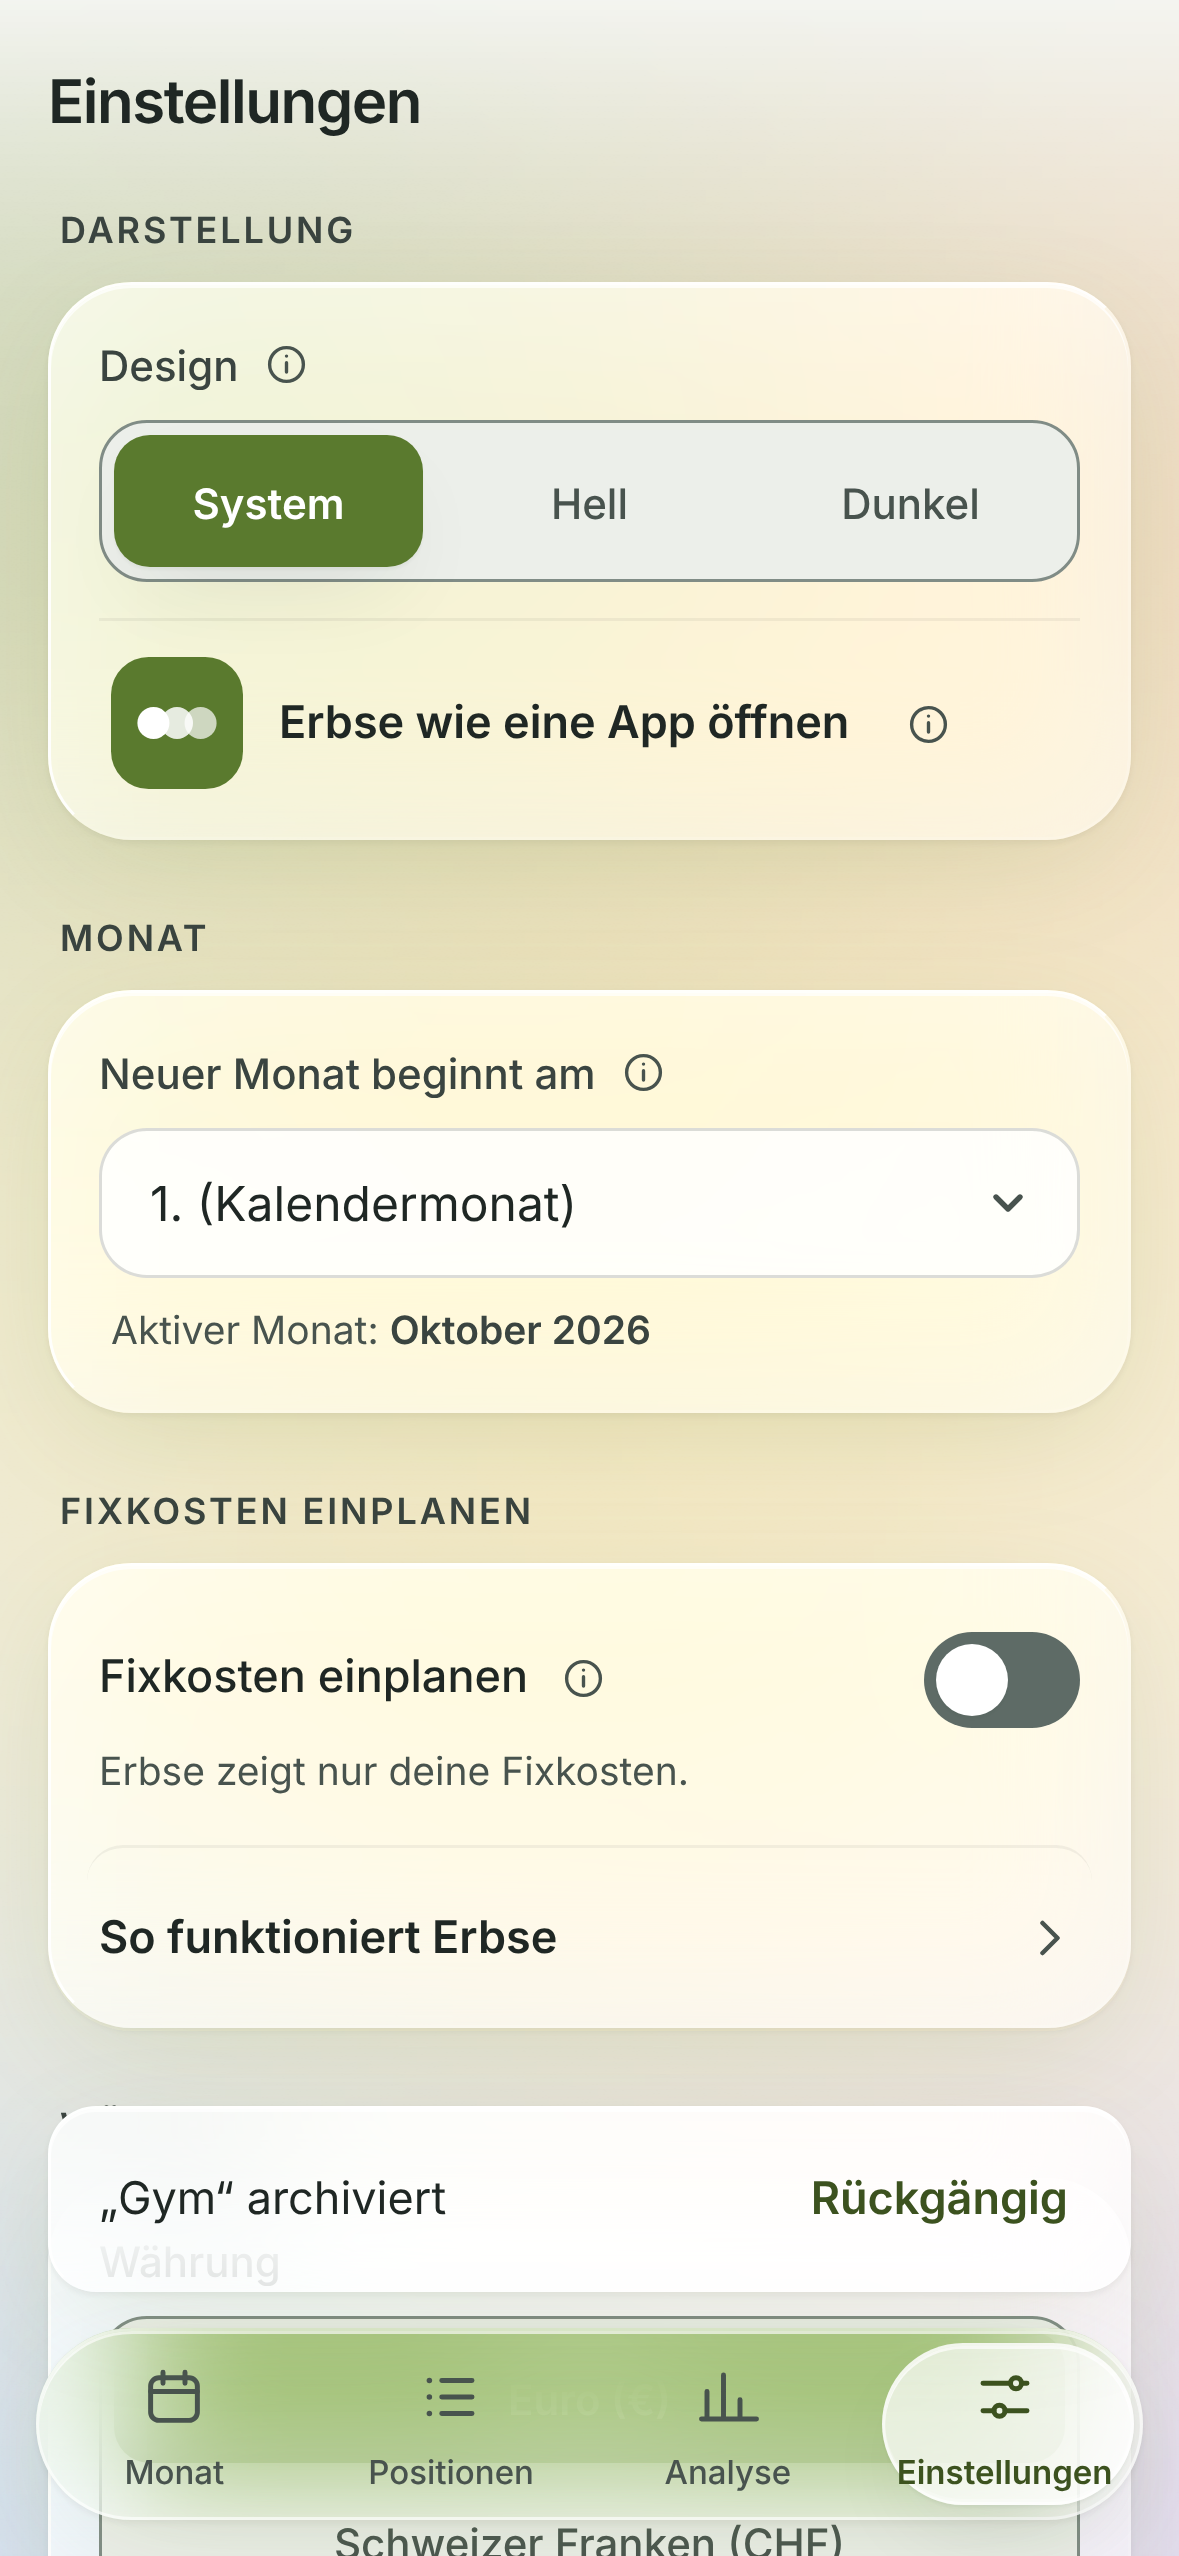 Einstellungen
DARSTELLUNG
Design
System
Hell
Dunkel
Erbse wie eine App öffnen
MONAT
Neuer Monat beginnt am
1. (Kalendermonat)
Aktiver Monat: Oktober 2026
FIXKOSTEN EINPLANEN
Fixkosten einplanen
Erbse zeigt nur deine Fixkosten.
So funktioniert Erbse
„Gym“ archiviert
Rückgängig
Währung
Euro (€)
Monat
Positionen
Analyse
Einstellungen
Schweizer Franken (CHF)